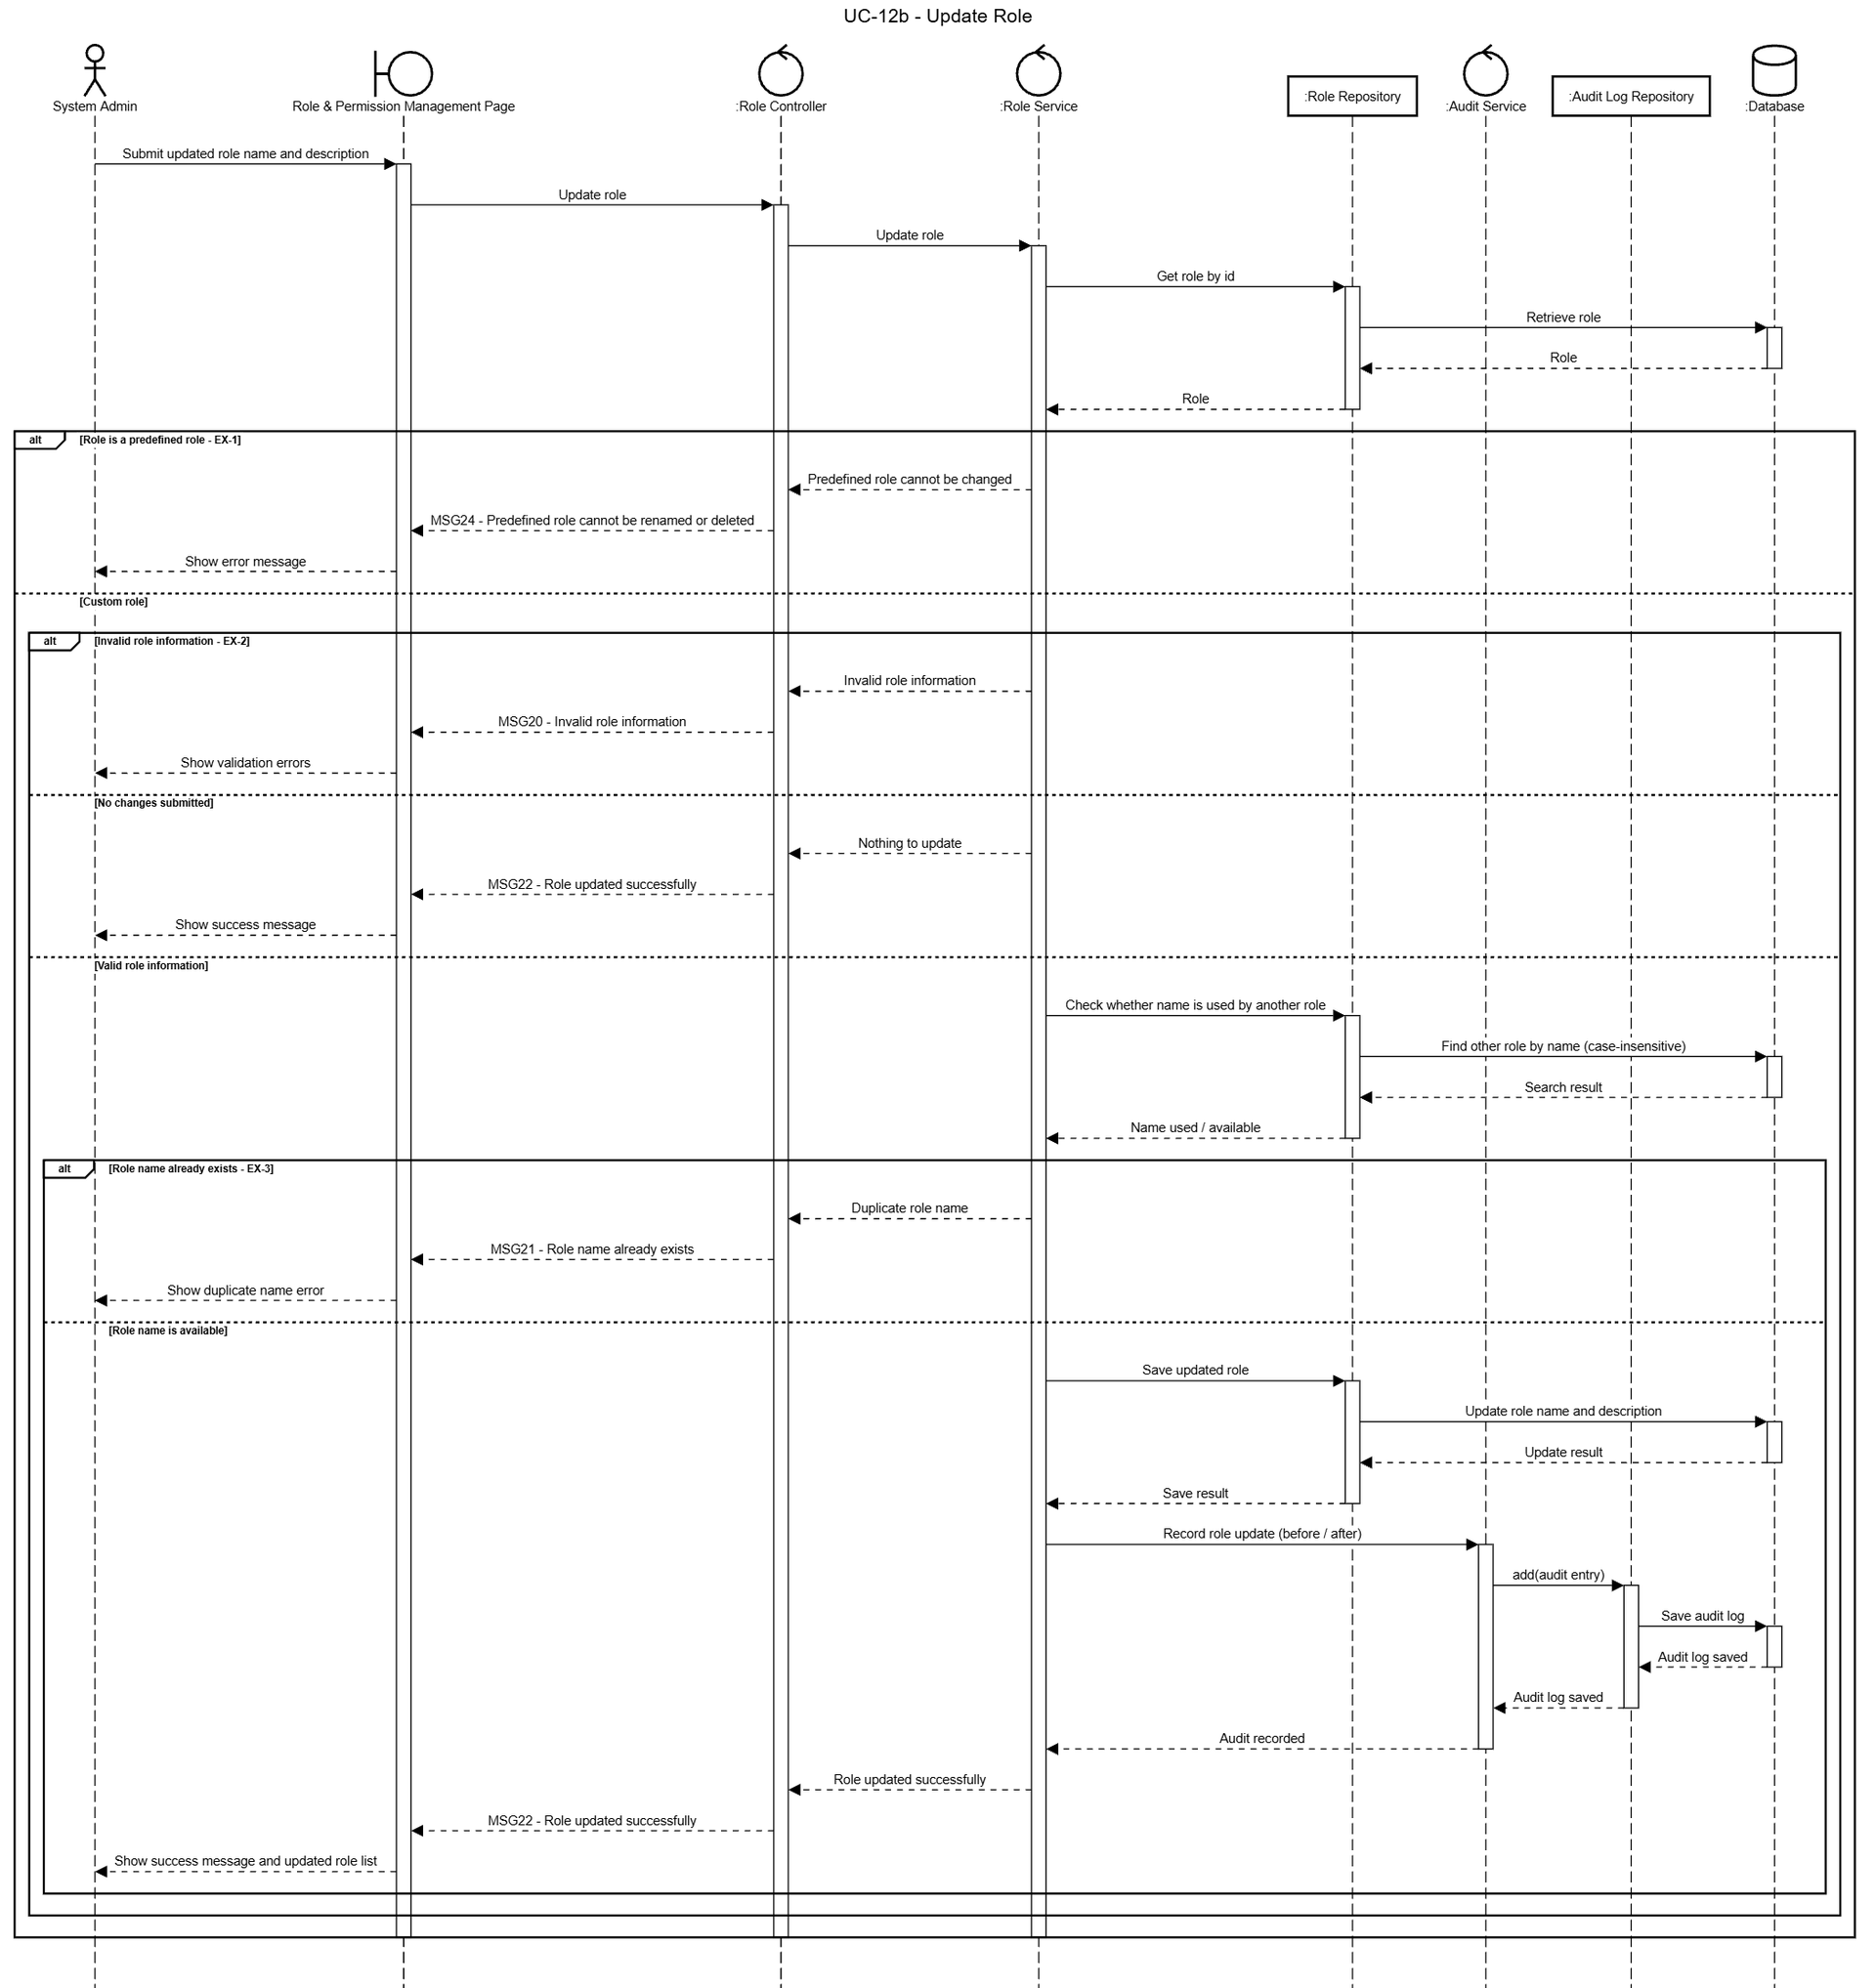 UC-12b - Update Role
System Admin
Role & Permission Management Page
:Role Controller
:Role Service
:Role Repository
:Audit Service
:Audit Log Repository
:Database
Submit updated role name and description
Update role
Update role
Get role by id
Retrieve role
Role
Role
alt
[Role is a predefined role - EX-1]
Predefined role cannot be changed
MSG24 - Predefined role cannot be renamed or deleted
Show error message
[Custom role]
alt
[Invalid role information - EX-2]
Invalid role information
MSG20 - Invalid role information
Show validation errors
[No changes submitted]
Nothing to update
MSG22 - Role updated successfully
Show success message
[Valid role information]
Check whether name is used by another role
Find other role by name (case-insensitive)
Search result
Name used / available
alt
[Role name already exists - EX-3]
Duplicate role name
MSG21 - Role name already exists
Show duplicate name error
[Role name is available]
Save updated role
Update role name and description
Update result
Save result
Record role update (before / after)
add(audit entry)
Save audit log
Audit log saved
Audit log saved
Audit recorded
Role updated successfully
MSG22 - Role updated successfully
Show success message and updated role list